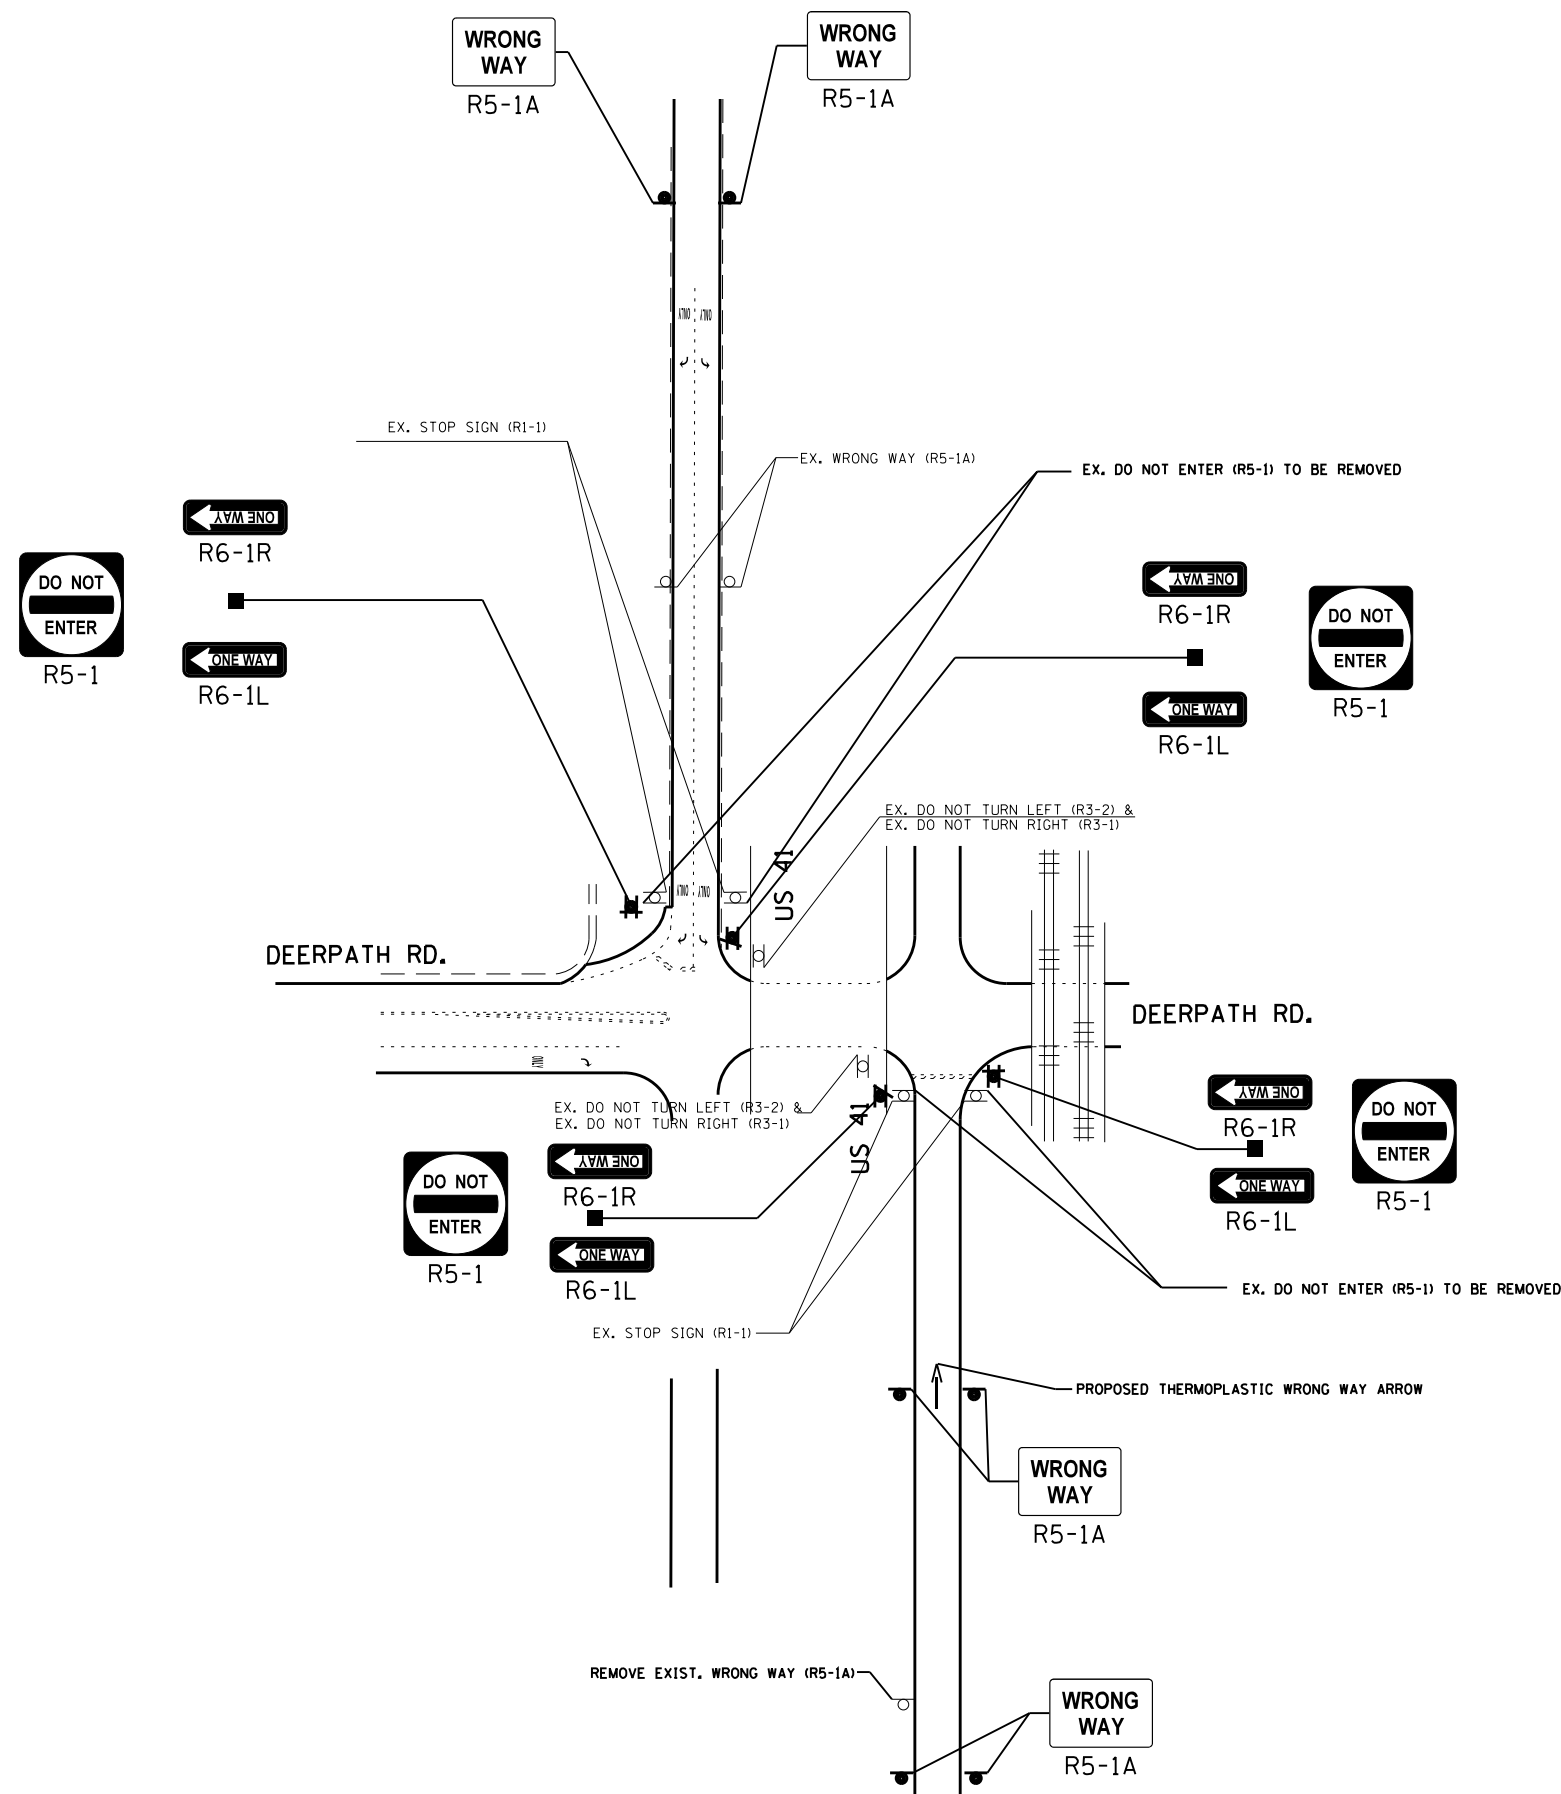 WRONG
WAY
R5-1A
WRONG
WAY
R5-1A
ONLY
ONLY
EX. STOP SIGN (R1-1)
EX. WRONG WAY (R5-1A)
EX. DO NOT ENTER (R5-1) TO BE REMOVED
ONE WAY
R6-1R
DO NOT
ENTER
R5-1
ONE WAY
R6-1L
ONE WAY
R6-1R
DO NOT
ENTER
R5-1
ONE WAY
R6-1L
EX. DO NOT TURN LEFT (R3-2) &
EX. DO NOT TURN RIGHT (R3-1)
US 41
ONLY
ONLY
DEERPATH RD.
DEERPATH RD.
ONLY
EX. DO NOT TURN LEFT (R3-2) &
EX. DO NOT TURN RIGHT (R3-1)
US 41
ONE WAY
R6-1R
DO NOT
ENTER
R5-1
ONE WAY
R6-1L
DO NOT
ENTER
R5-1
ONE WAY
R6-1R
ONE WAY
R6-1L
EX. DO NOT ENTER (R5-1) TO BE REMOVED
EX. STOP SIGN (R1-1)
PROPOSED THERMOPLASTIC WRONG WAY ARROW
WRONG
WAY
R5-1A
REMOVE EXIST. WRONG WAY (R5-1A)
WRONG
WAY
R5-1A